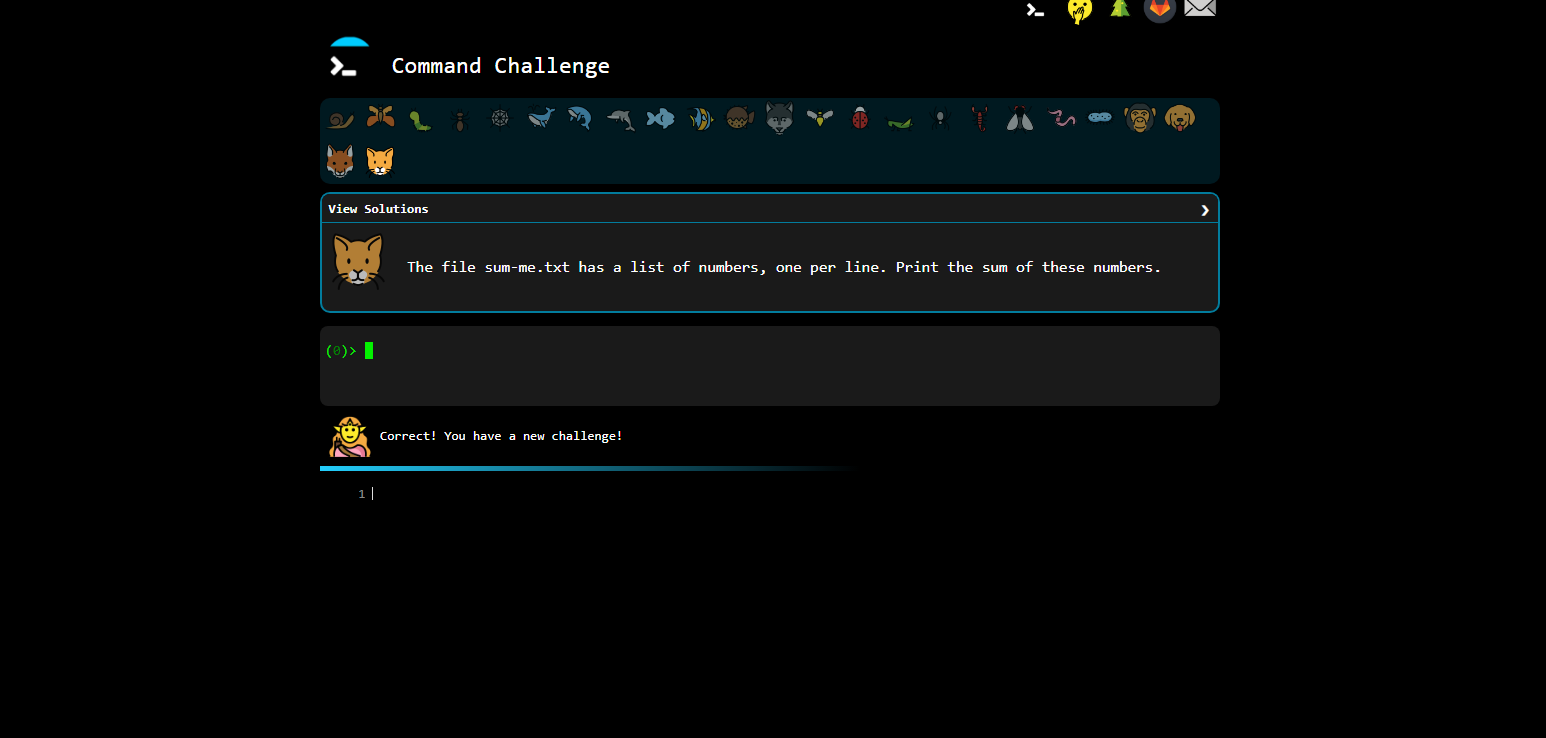 Command Challenge
View Solutions
The file sum-me.txt has a list of numbers, one per line. Print the sum of these numbers.
(0)>
Correct! You have a new challenge!
1